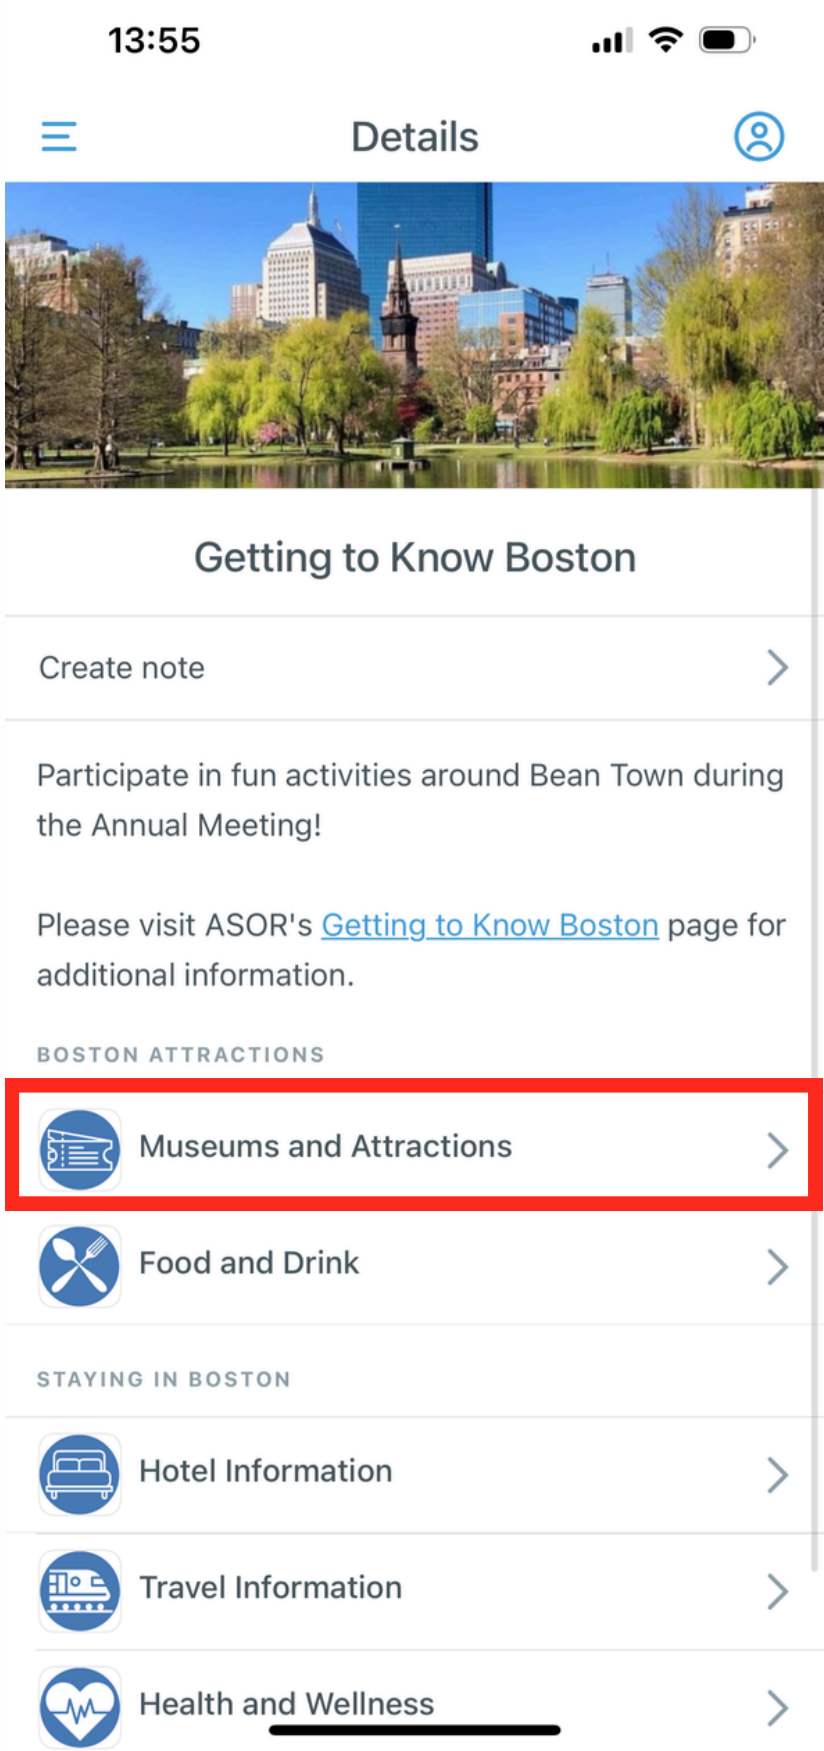 13:55
Details
Getting to Know Boston
Create note
Participate in fun activities around Bean Town during
the Annual Meeting!
Please visit ASOR's Getting to Know Boston page for
additional information.
BOSTON ATTRACTIONS
Museums and Attractions
Food and Drink
STAYING IN BOSTON
Hotel Information
Travel Information
Health and Wellness